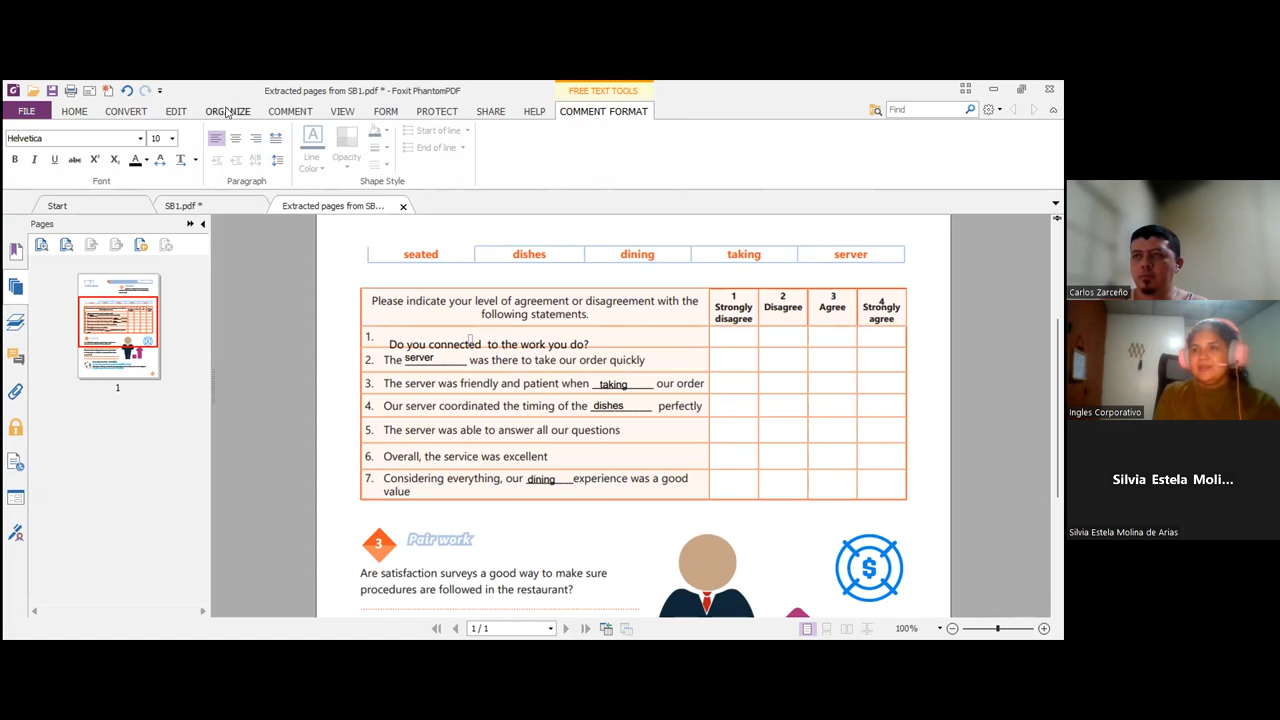 Extracted pages from SB1.pdf * - Foxit PhantomPDF
FREE TEXT TOOLS
FILE HOME CONVERT EDIT ORGANIZE COMMENT VIEW FORM PROTECT SHARE HELP COMMENT FORMAT
Find
Helvetica 10
Start of line
End of line
Line Color
Opacity
Font
Paragraph
Shape Style
Start
SB1.pdf *
Extracted pages from SB...
Pages
1
seated dishes dining taking server
Please indicate your level of agreement or disagreement with the
following statements.
1 Strongly disagree
2 Disagree
3 Agree
4 Strongly agree
1.
Do you connected to the work you do?
2. The server was there to take our order quickly
3. The server was friendly and patient when taking our order
4. Our server coordinated the timing of the dishes perfectly
5. The server was able to answer all our questions
6. Overall, the service was excellent
7. Considering everything, our dining experience was a good
value
3 Pair work
Are satisfaction surveys a good way to make sure
procedures are followed in the restaurant?
$
1 / 1
100%
Carlos Zarceño
Ingles Corporativo
Silvia Estela Moli...
Silvia Estela Molina de Arias